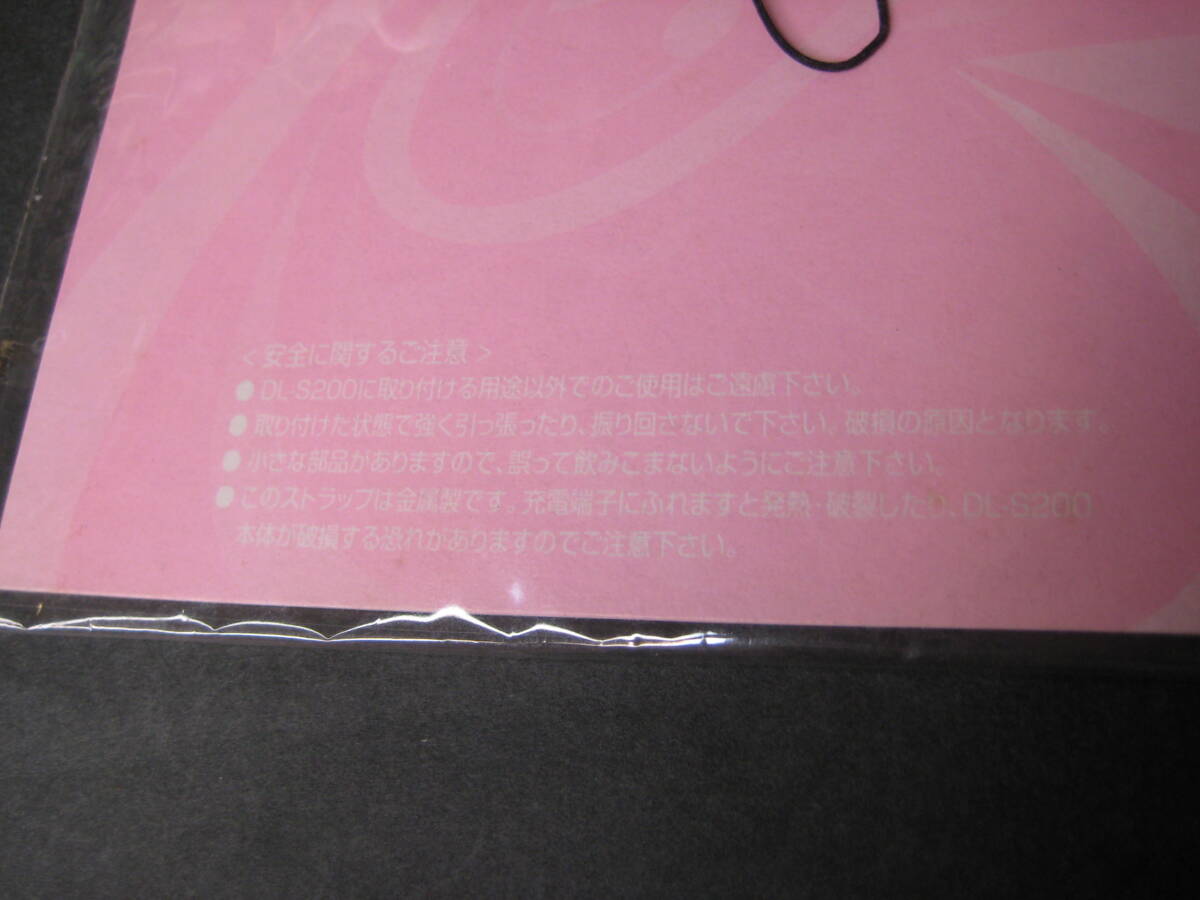 < 安全に関するご注意 >
● DL-S200に取り付ける用途以外でのご使用はご遠慮下さい。
● 取り付けた状態で強く引っ張ったり、振り回さないで下さい。破損の原因となります。
● 小さな部品がありますので、誤って飲みこまないようにご注意下さい。
● このストラップは金属製です。充電端子にふれますと発熱・破裂したり、DL-S200
本体が破損する恐れがありますのでご注意下さい。